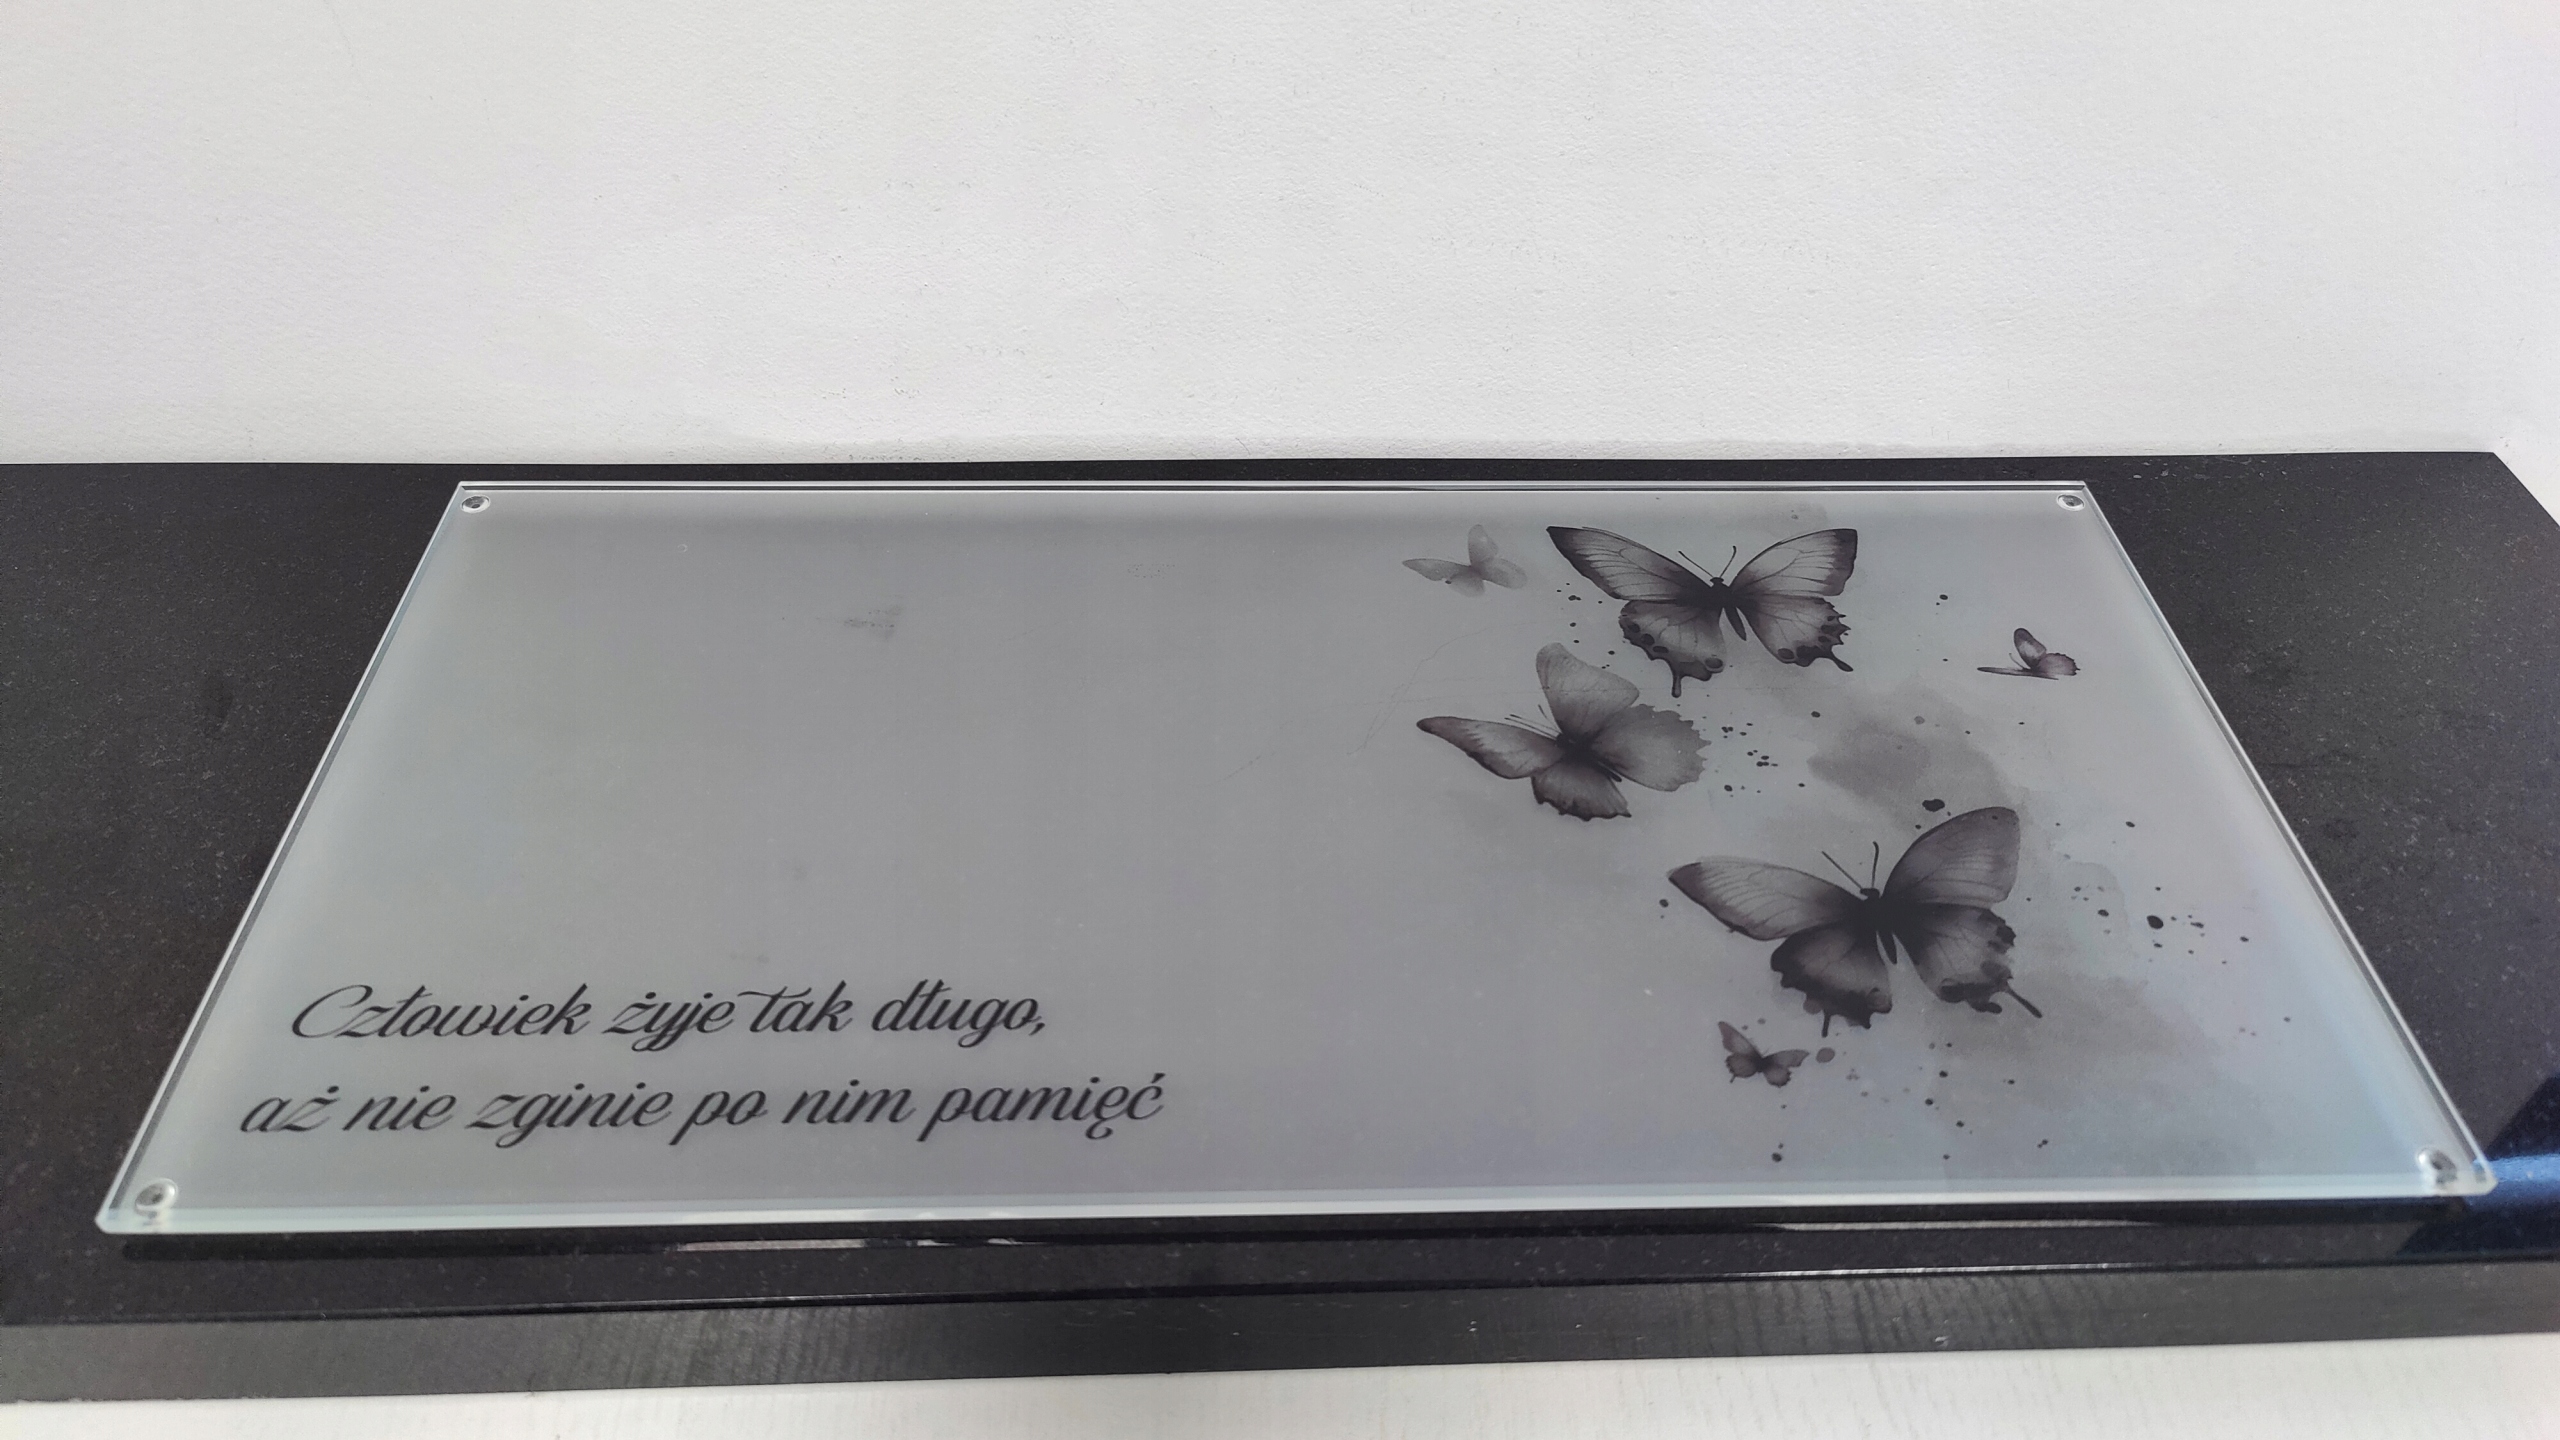 Człowiek żyje tak długo,
aż nie zginie po nim pamięć